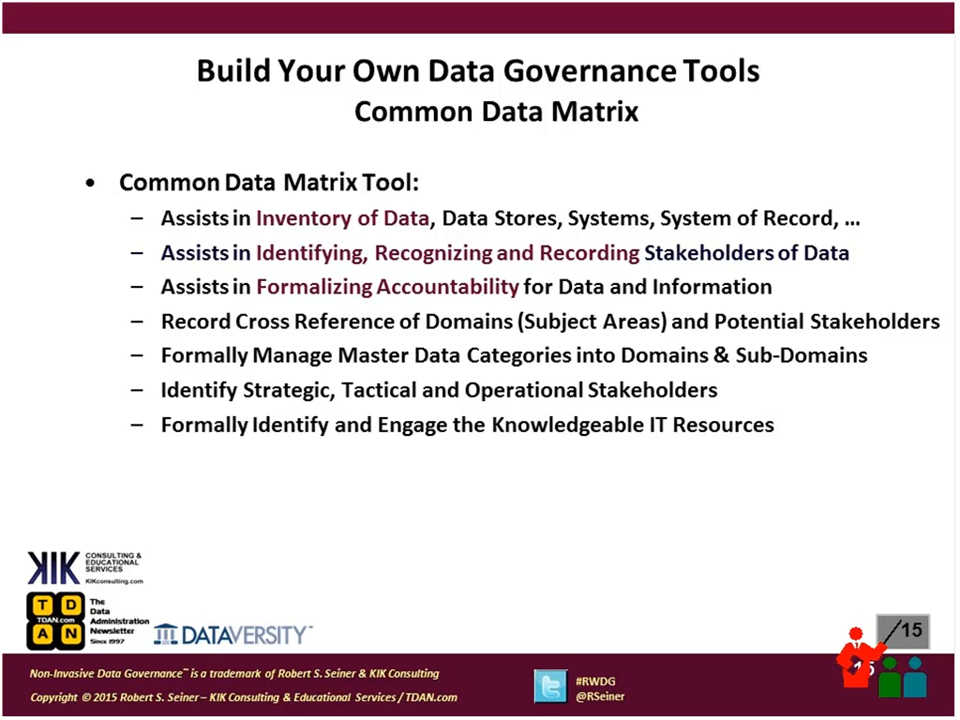 Build Your Own Data Governance Tools
Common Data Matrix
• Common Data Matrix Tool:
– Assists in Inventory of Data, Data Stores, Systems, System of Record, ...
– Assists in Identifying, Recognizing and Recording Stakeholders of Data
– Assists in Formalizing Accountability for Data and Information
– Record Cross Reference of Domains (Subject Areas) and Potential Stakeholders
– Formally Manage Master Data Categories into Domains & Sub-Domains
– Identify Strategic, Tactical and Operational Stakeholders
– Formally Identify and Engage the Knowledgeable IT Resources
KIK
CONSULTING &
EDUCATIONAL
SERVICES
KIKconsulting.com
T D
TDAN.com
A N
The
Data
Administration
Newsletter
Since 1997
DATAVERSITY™
15
15
Non-Invasive Data Governance™ is a trademark of Robert S. Seiner & KIK Consulting
Copyright © 2015 Robert S. Seiner – KIK Consulting & Educational Services / TDAN.com
#RWDG
@RSeiner